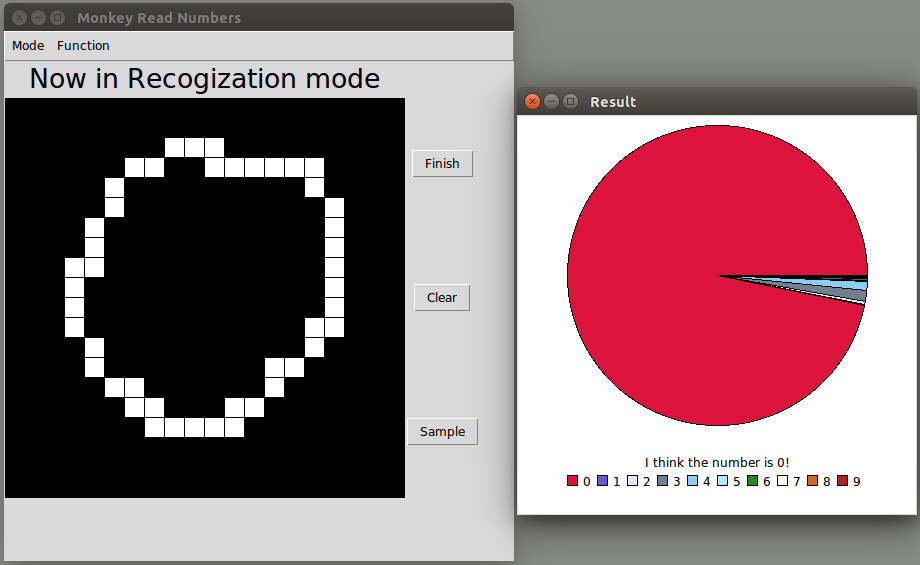 Monkey Read Numbers
Mode Function
Now in Recogization mode
Finish
Clear
Sample
Result
I think the number is 0!
0 1 2 3 4 5 6 7 8 9